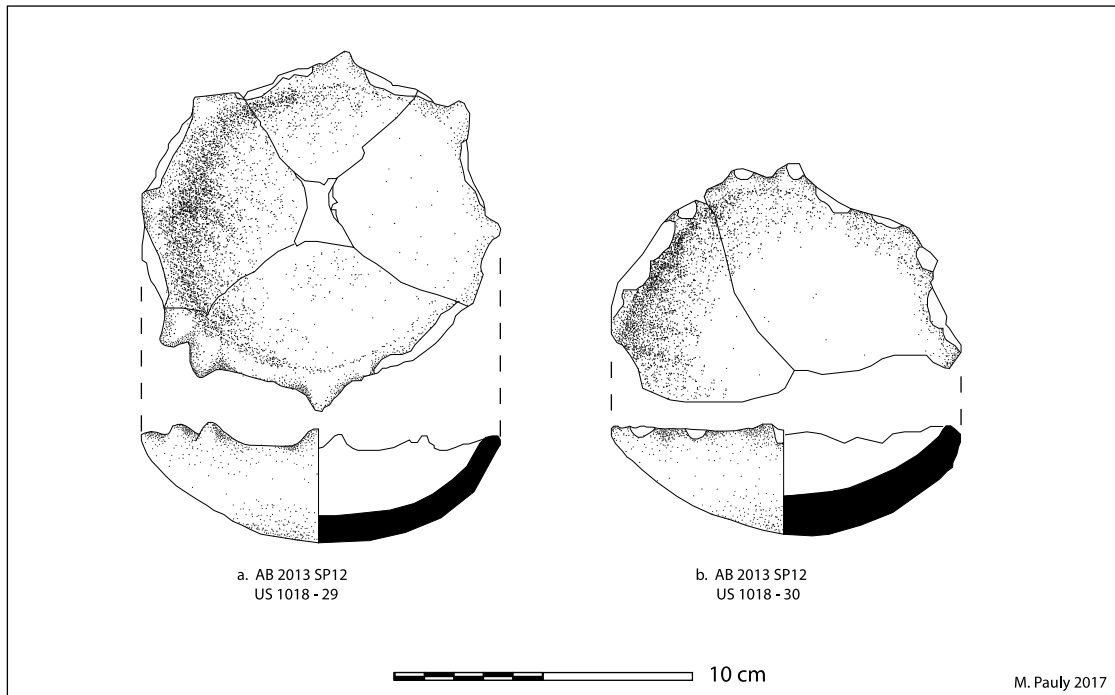 a. AB 2013 SP12
US 1018 - 29
b. AB 2013 SP12
US 1018 - 30
10 cm
M. Pauly 2017